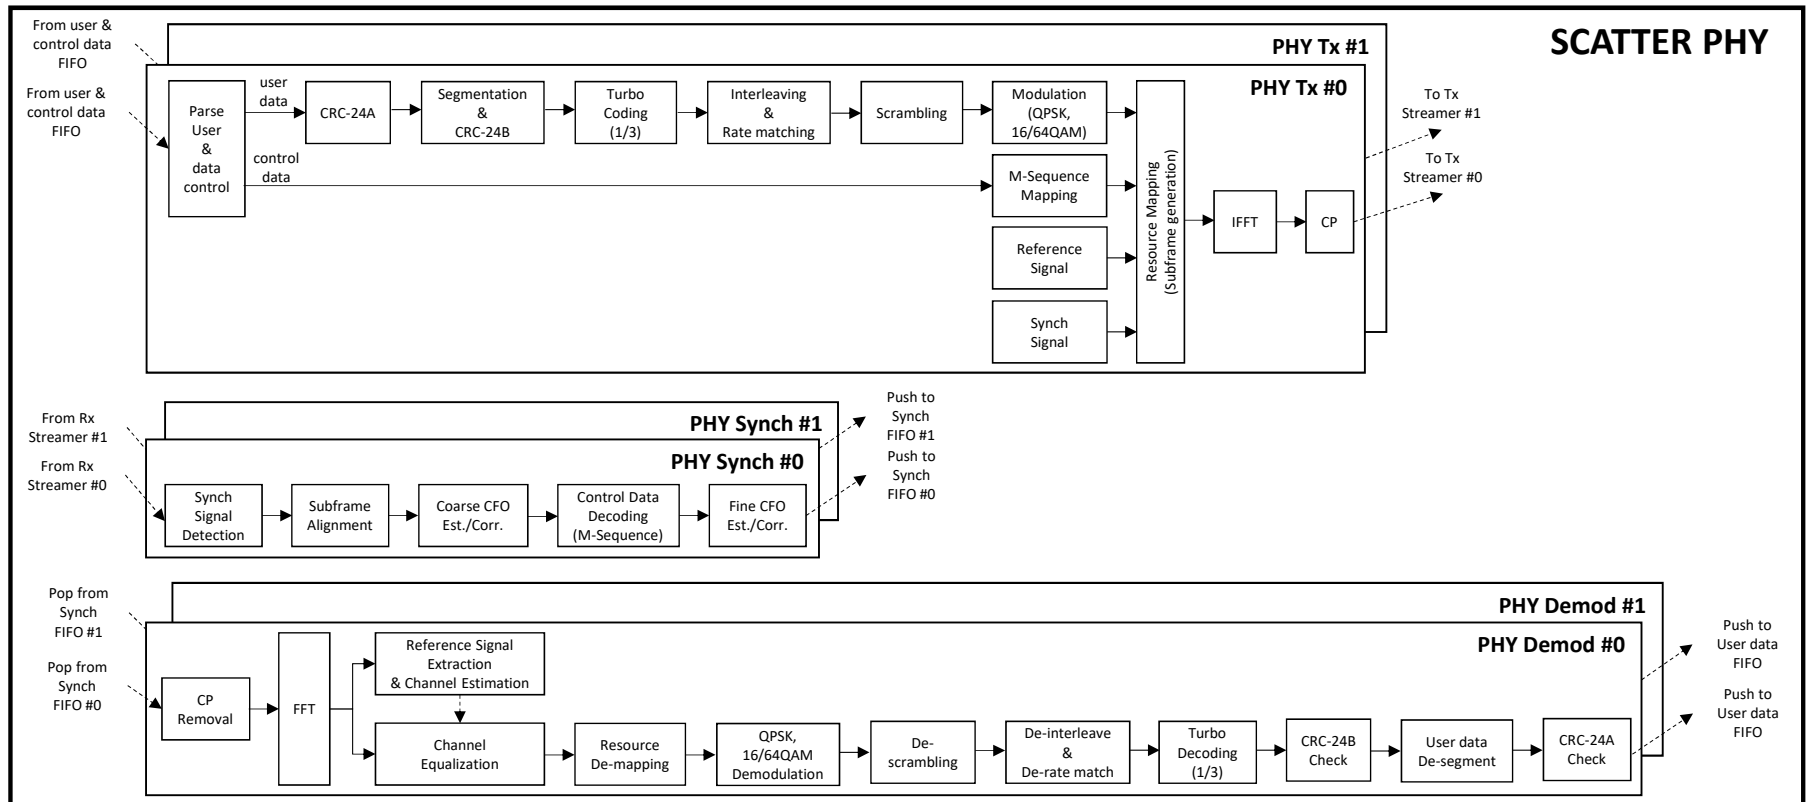 SCATTER PHY
From user &
control data
FIFO
From user &
control data
FIFO
PHY Tx #1
PHY Tx #0
Parse
User
&
data
control
user
data
control
data
CRC-24A
Segmentation
&
CRC-24B
Turbo
Coding
(1/3)
Interleaving
&
Rate matching
Scrambling
Modulation
(QPSK,
16/64QAM)
M-Sequence
Mapping
Reference
Signal
Synch
Signal
Resource Mapping
(Subframe generation)
IFFT
CP
To Tx
Streamer #1
To Tx
Streamer #0
From Rx
Streamer #1
From Rx
Streamer #0
PHY Synch #1
PHY Synch #0
Synch
Signal
Detection
Subframe
Alignment
Coarse CFO
Est./Corr.
Control Data
Decoding
(M-Sequence)
Fine CFO
Est./Corr.
Push to
Synch
FIFO #1
Push to
Synch
FIFO #0
Pop from
Synch
FIFO #1
Pop from
Synch
FIFO #0
PHY Demod #1
PHY Demod #0
CP
Removal
FFT
Reference Signal
Extraction
& Channel Estimation
Channel
Equalization
Resource
De-mapping
QPSK,
16/64QAM
Demodulation
De-
scrambling
De-interleave
&
De-rate match
Turbo
Decoding
(1/3)
CRC-24B
Check
User data
De-segment
CRC-24A
Check
Push to
User data
FIFO
Push to
User data
FIFO